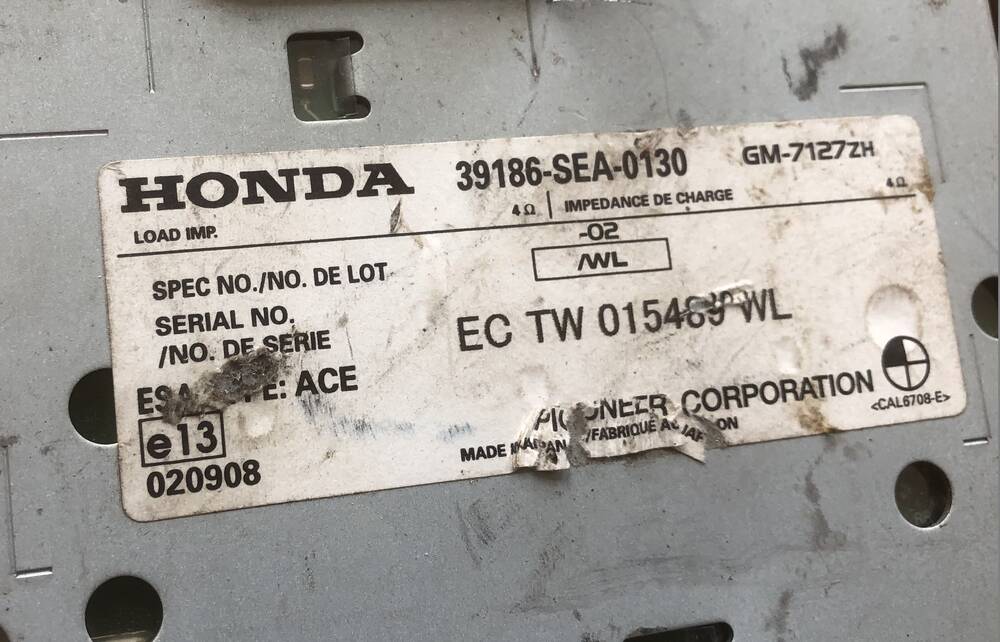 HONDA 39186-SEA-0130 GM-7127ZH
LOAD IMP. 4Ω IMPEDANCE DE CHARGE 4Ω
SPEC NO./NO. DE LOT -02
/WL
SERIAL NO.
/NO. DE SERIE EC TW 015489 WL
ACE
e13
020908
CORPORATION
MADE /FABRIQUÉ
<CAL6708-E>